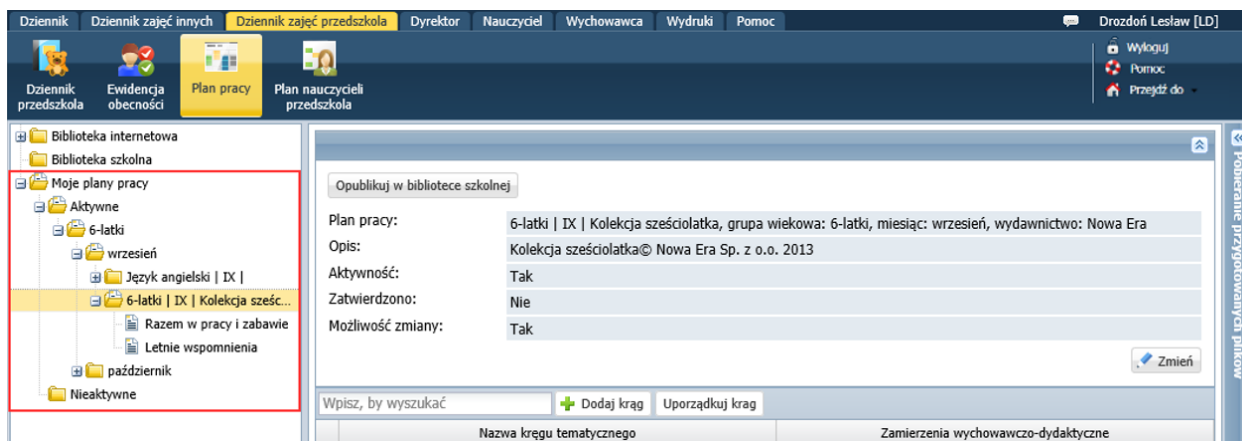 Dziennik Dziennik zajęć innych Dziennik zajęć przedszkola Dyrektor Nauczyciel Wychowawca Wydruki Pomoc Drozdoń Lesław [LD]
Dziennik przedszkola
Ewidencja obecności
Plan pracy
Plan nauczycieli przedszkola
Wyloguj
Pomoc
Przejdź do
Biblioteka internetowa
Biblioteka szkolna
Moje plany pracy
Aktywne
6-latki
wrzesień
Język angielski | IX |
6-latki | IX | Kolekcja sześc...
Razem w pracy i zabawie
Letnie wspomnienia
październik
Nieaktywne
Opublikuj w bibliotece szkolnej
Plan pracy: 6-latki | IX | Kolekcja sześciolatka, grupa wiekowa: 6-latki, miesiąc: wrzesień, wydawnictwo: Nowa Era
Opis: Kolekcja sześciolatka© Nowa Era Sp. z o.o. 2013
Aktywność: Tak
Zatwierdzono: Nie
Możliwość zmiany: Tak
Zmień
Wpisz, by wyszukać Dodaj krąg Uporządkuj krag
Nazwa kręgu tematycznego Zamierzenia wychowawczo-dydaktyczne
Pobieranie przygotowanych plików